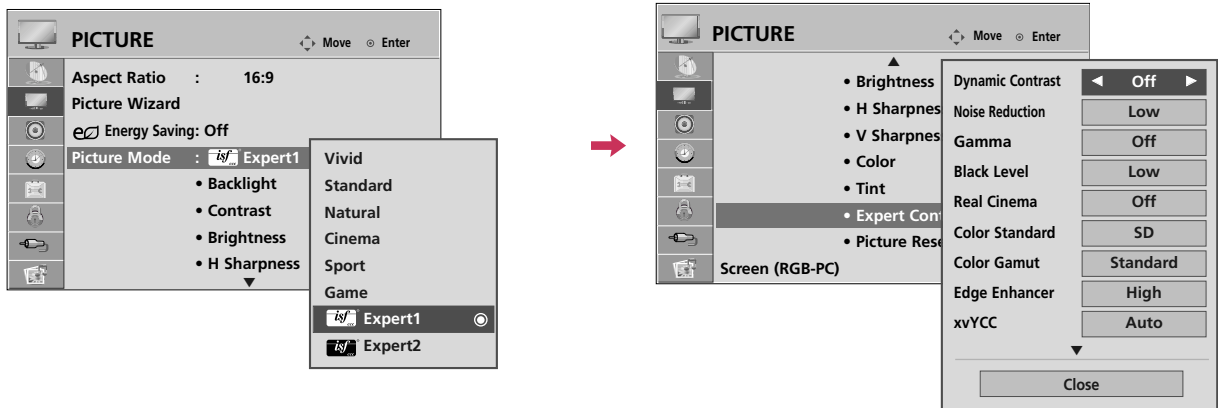 PICTURE
Move Enter
Aspect Ratio : 16:9
Picture Wizard
Energy Saving: Off
Picture Mode : isf Expert1
• Backlight
• Contrast
• Brightness
• H Sharpness
Vivid
Standard
Natural
Cinema
Sport
Game
isf Expert1
isf Expert2
PICTURE
Move Enter
• Brightness
• H Sharpnes
• V Sharpnes
• Color
• Tint
• Expert Con
• Picture Rese
Screen (RGB-PC)
Dynamic Contrast Off
Noise Reduction Low
Gamma Off
Black Level Low
Real Cinema Off
Color Standard SD
Color Gamut Standard
Edge Enhancer High
xvYCC Auto
Close